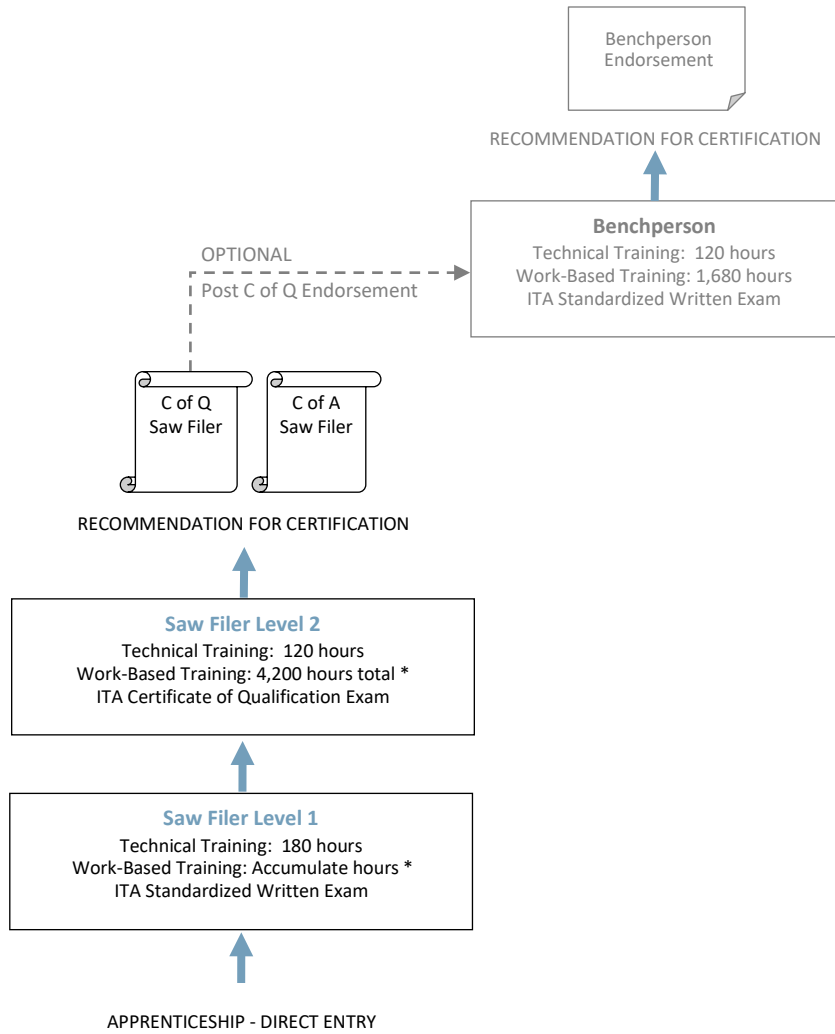 Benchperson
Endorsement
RECOMMENDATION FOR CERTIFICATION
Benchperson
Technical Training: 120 hours
Work-Based Training: 1,680 hours
ITA Standardized Written Exam
OPTIONAL
Post C of Q Endorsement
C of Q
Saw Filer
C of A
Saw Filer
RECOMMENDATION FOR CERTIFICATION
Saw Filer Level 2
Technical Training: 120 hours
Work-Based Training: 4,200 hours total *
ITA Certificate of Qualification Exam
Saw Filer Level 1
Technical Training: 180 hours
Work-Based Training: Accumulate hours *
ITA Standardized Written Exam
APPRENTICESHIP - DIRECT ENTRY